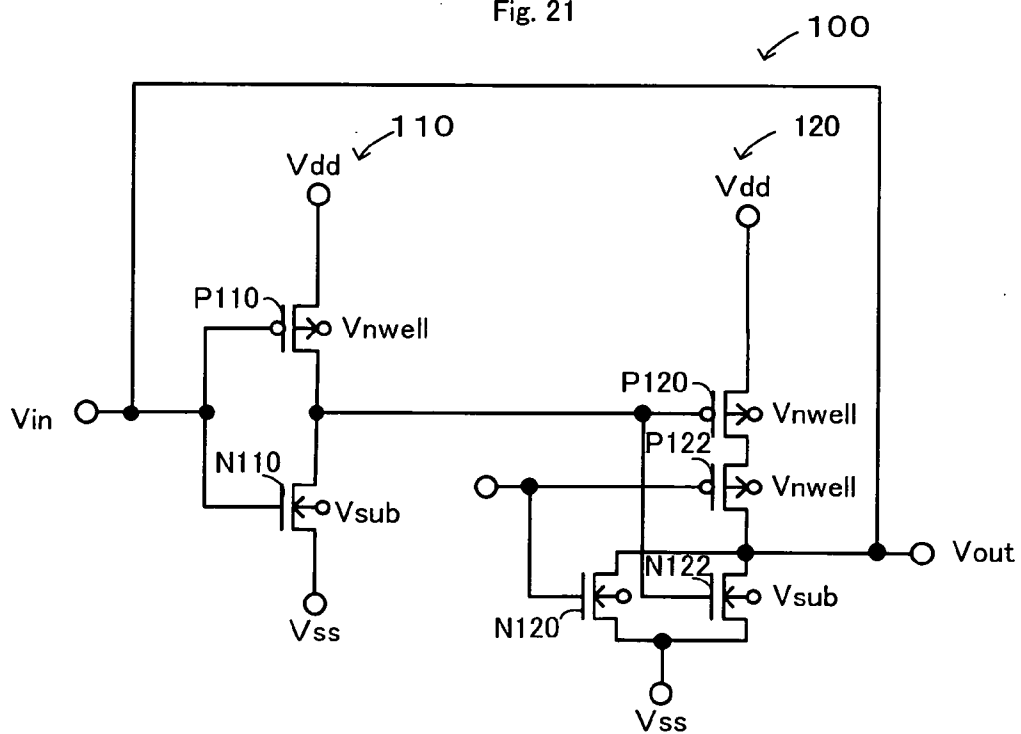 Fig. 21
100
110
120
Vdd
Vdd
P110
Vnwell
P120
Vnwell
Vin
P122
N110
Vnwell
Vsub
Vout
N122
Vsub
N120
Vss
Vss